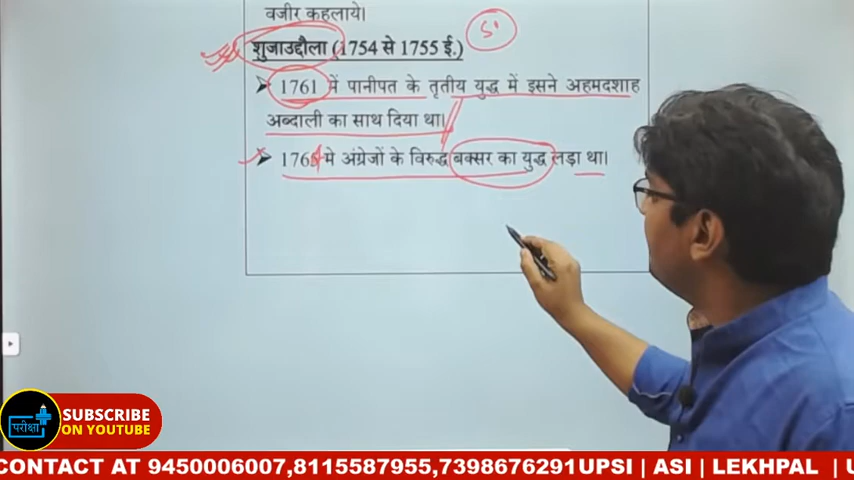 वजीर कहलाये।
शुजाउद्दौला (1754 से 1755 ई.)
1761 में पानीपत के तृतीय युद्ध में इसने अहमदशाह
अब्दाली का साथ दिया था।
1764 मे अंग्रेजों के विरुद्ध बक्सर का युद्ध लड़ा था।
परीक्षा
SUBSCRIBE
ON YOUTUBE
CONTACT AT 9450006007,8115587955,7398676291UPSI | ASI | LEKHPAL | U